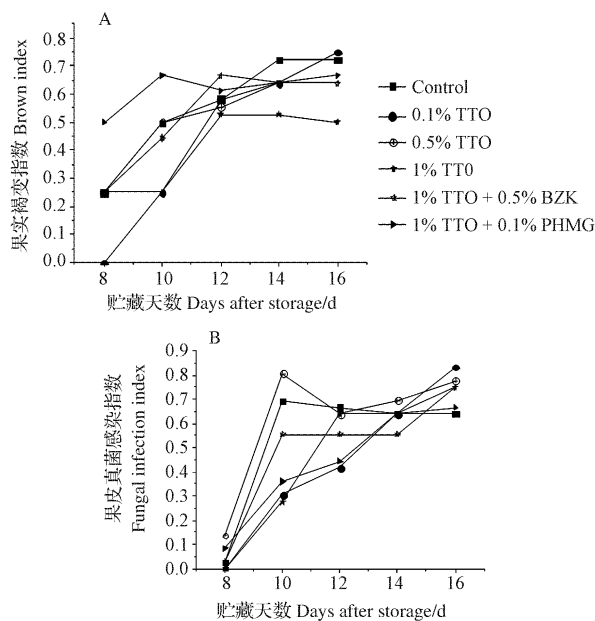 A
果实褐变指数 Brown index
0.8
0.7
0.6
0.5
0.4
0.3
0.2
0.1
0.0
8 10 12 14 16
贮藏天数 Days after storage/d
Control
0.1% TTO
0.5% TTO
1% TT0
1% TTO + 0.5% BZK
1% TTO + 0.1% PHMG
B
果皮真菌感染指数
Fungal infection index
0.9
0.8
0.7
0.6
0.5
0.4
0.3
0.2
0.1
0.0
8 10 12 14 16
贮藏天数 Days after storage/d